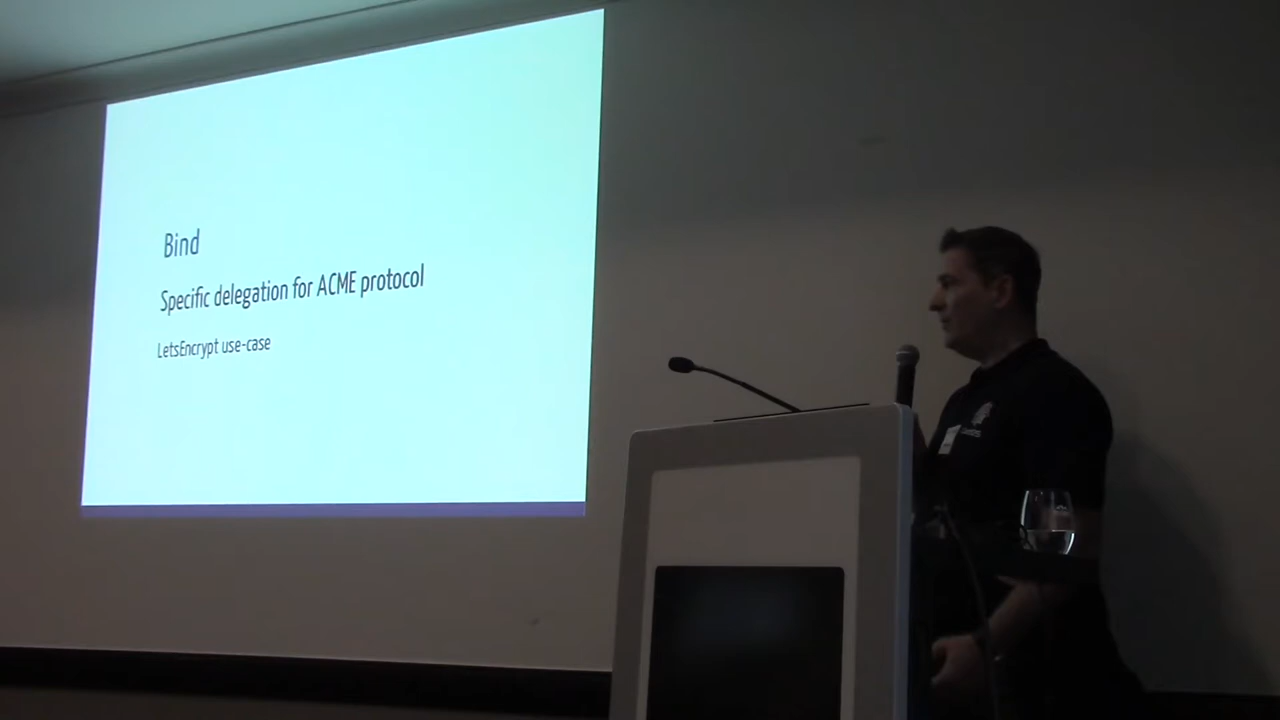 Bind
Specific delegation for ACME protocol
LetsEncrypt use-case